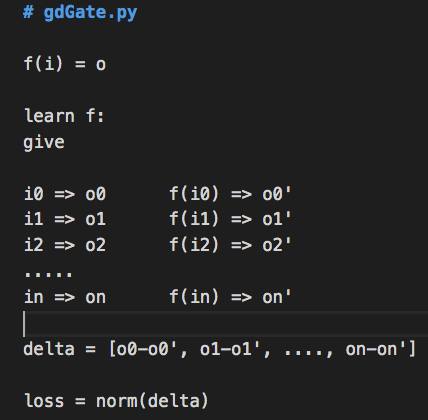 # gdGate.py
f(i) = o
learn f:
give
i0 => o0 f(i0) => o0'
i1 => o1 f(i1) => o1'
i2 => o2 f(i2) => o2'
.....
in => on f(in) => on'
delta = [o0-o0', o1-o1', ...., on-on']
loss = norm(delta)